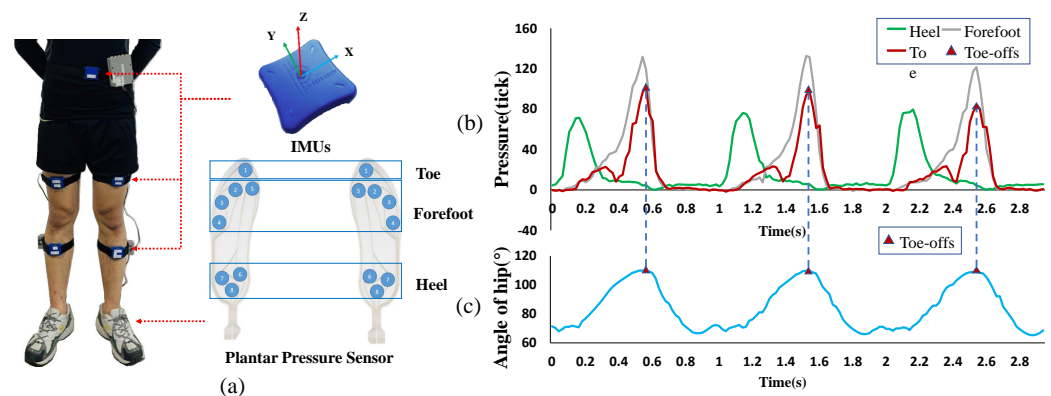 Z
Y
X
IMUs
1 1
2 5 5 2
3 3
4 4
7 6 6 7
8 8
Toe
Forefoot
Heel
Plantar Pressure Sensor
(a)
(b)
Pressure(tick)
160
120
80
40
0
-40
Heel Forefoot
To Toe-offs
e
0 0.2 0.4 0.6 0.8 1 1.2 1.4 1.6 1.8 2 2.2 2.4 2.6 2.8
Time(s)
(c)
Angle of hip(°)
120
100
80
60
Toe-offs
0 0.2 0.4 0.6 0.8 1 1.2 1.4 1.6 1.8 2 2.2 2.4 2.6 2.8
Time(s)